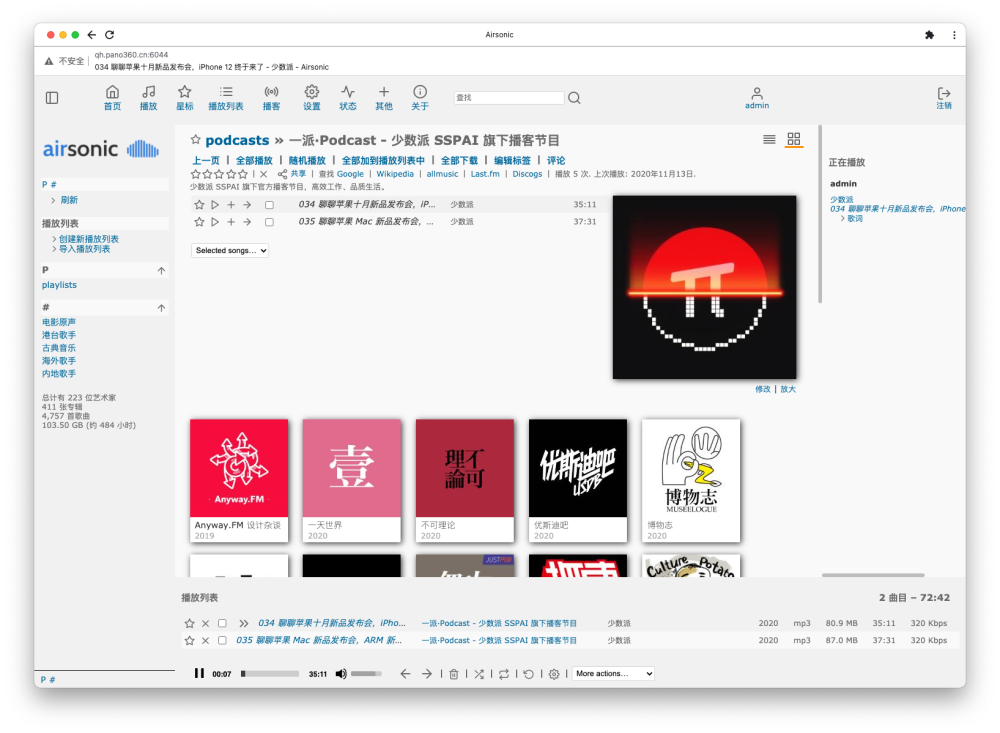 Airsonic
不安全
qh.pano360.cn:6044
034 聊聊苹果十月新品发布会，iPhone 12 终于来了 - 少数派 - Airsonic
首页 播放 星标 播放列表 播客 设置 状态 其他 关于
查找
admin
注销
airsonic
P #
刷新
播放列表
创建新播放列表
导入播放列表
P
playlists
#
电影原声
港台歌手
古典音乐
海外歌手
内地歌手
总计有 223 位艺术家
411 张专辑
4,757 首歌曲
103.50 GB (约 484 小时)
P #
podcasts » 一派·Podcast - 少数派 SSPAI 旗下播客节目
上一页 | 全部播放 | 随机播放 | 全部加到播放列表中 | 全部下载 | 编辑标签 | 评论
共享 | 查找 Google | Wikipedia | allmusic | Last.fm | Discogs | 播放 5 次. 上次播放: 2020年11月13日.
少数派 SSPAI 旗下官方播客节目，高效工作、品质生活。
034 聊聊苹果十月新品发布会，iP... 少数派 35:11
035 聊聊苹果 Mac 新品发布会，... 少数派 37:31
Selected songs...
修改 | 放大
正在播放
admin
少数派
034 聊聊苹果十月新品发布会，iPhone
歌词
Anyway.FM
Anyway.FM 设计杂谈
2019
壹
一天世界
2020
理不
論可
不可理论
2020
优斯迪吧
USDB
优斯迪吧
2020
博物志
MUSEELOGUE
博物志
2020
JUSTPOD
Culture Potato
播放列表
2 曲目 – 72:42
034 聊聊苹果十月新品发布会，iPho... 一派·Podcast - 少数派 SSPAI 旗下播客节目 少数派 2020 mp3 80.9 MB 35:11 320 Kbps
035 聊聊苹果 Mac 新品发布会，ARM 新... 一派·Podcast - 少数派 SSPAI 旗下播客节目 少数派 2020 mp3 87.0 MB 37:31 320 Kbps
00:07 35:11 More actions...